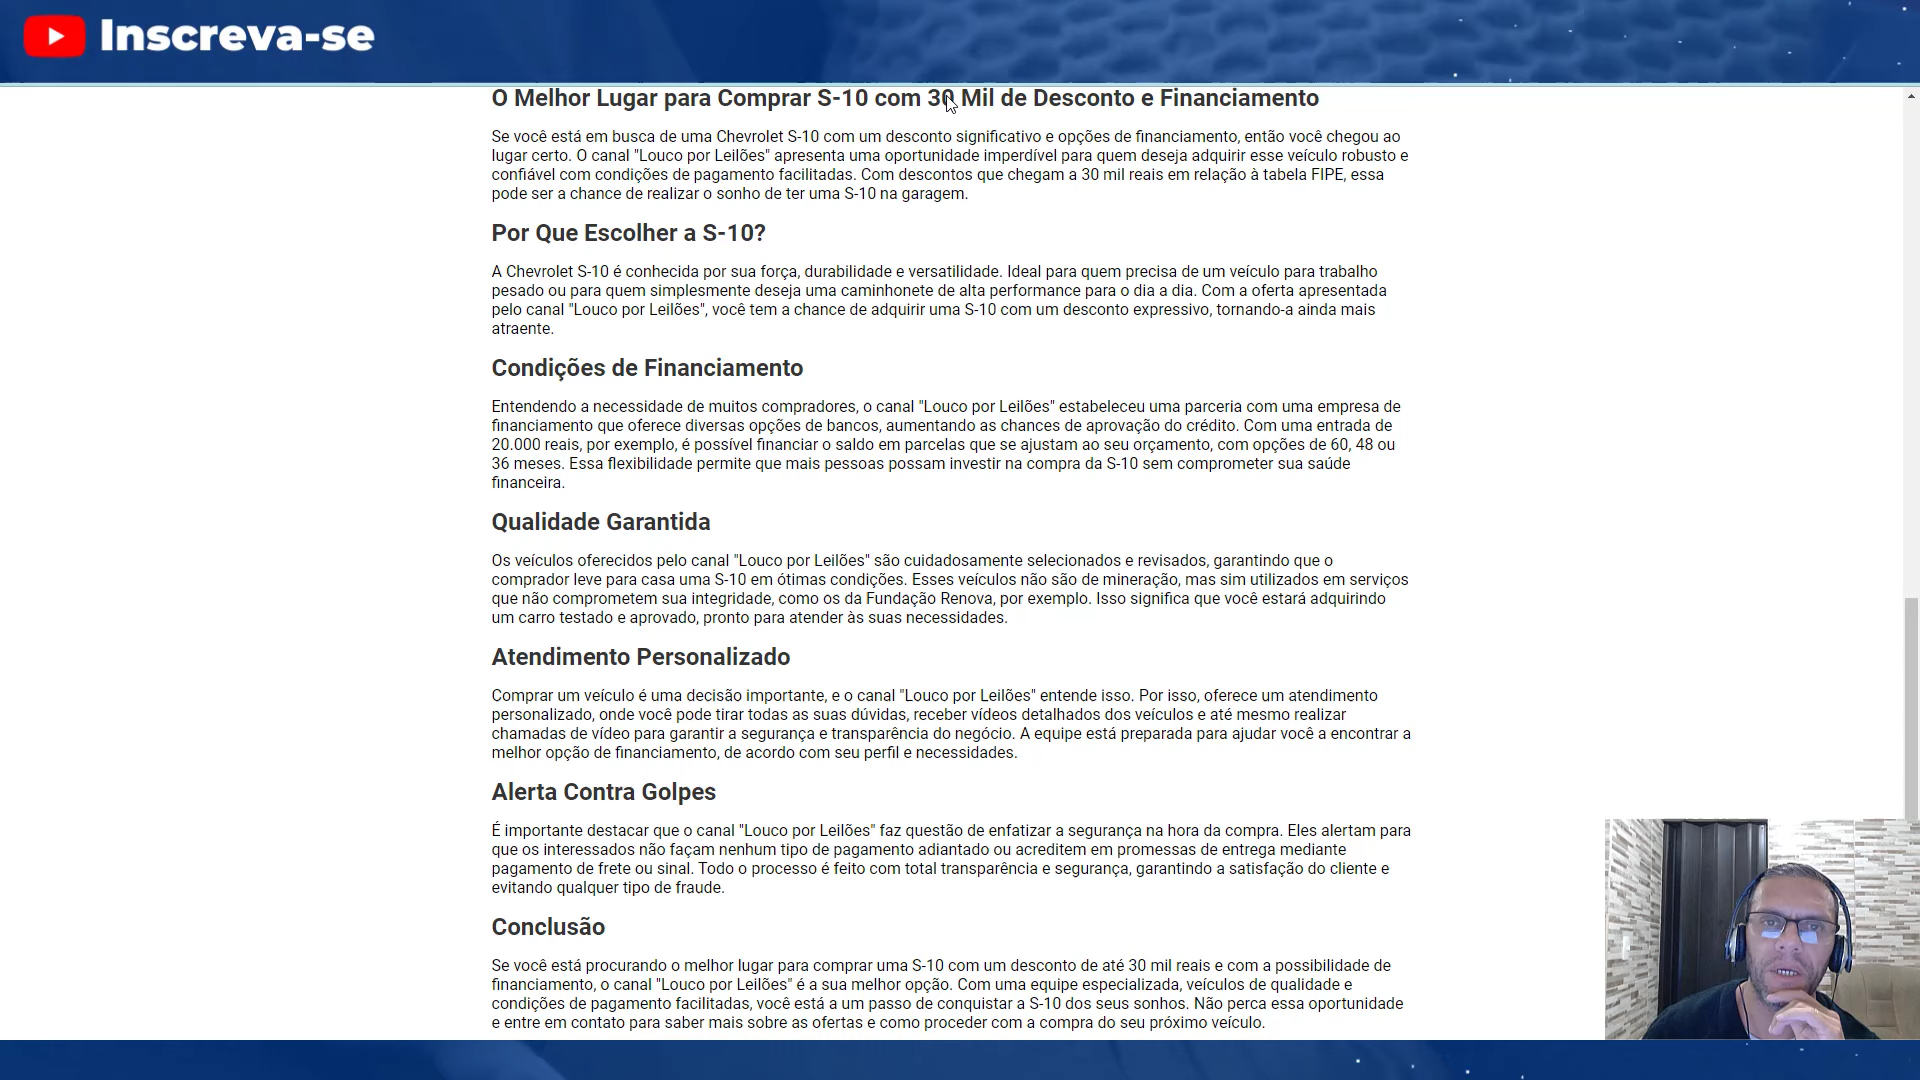 Inscreva-se
O Melhor Lugar para Comprar S-10 com 30 Mil de Desconto e Financiamento
Se você está em busca de uma Chevrolet S-10 com um desconto significativo e opções de financiamento, então você chegou ao
lugar certo. O canal "Louco por Leilões" apresenta uma oportunidade imperdível para quem deseja adquirir esse veículo robusto e
confiável com condições de pagamento facilitadas. Com descontos que chegam a 30 mil reais em relação à tabela FIPE, essa
pode ser a chance de realizar o sonho de ter uma S-10 na garagem.
Por Que Escolher a S-10?
A Chevrolet S-10 é conhecida por sua força, durabilidade e versatilidade. Ideal para quem precisa de um veículo para trabalho
pesado ou para quem simplesmente deseja uma caminhonete de alta performance para o dia a dia. Com a oferta apresentada
pelo canal "Louco por Leilões", você tem a chance de adquirir uma S-10 com um desconto expressivo, tornando-a ainda mais
atraente.
Condições de Financiamento
Entendendo a necessidade de muitos compradores, o canal "Louco por Leilões" estabeleceu uma parceria com uma empresa de
financiamento que oferece diversas opções de bancos, aumentando as chances de aprovação do crédito. Com uma entrada de
20.000 reais, por exemplo, é possível financiar o saldo em parcelas que se ajustam ao seu orçamento, com opções de 60, 48 ou
36 meses. Essa flexibilidade permite que mais pessoas possam investir na compra da S-10 sem comprometer sua saúde
financeira.
Qualidade Garantida
Os veículos oferecidos pelo canal "Louco por Leilões" são cuidadosamente selecionados e revisados, garantindo que o
comprador leve para casa uma S-10 em ótimas condições. Esses veículos não são de mineração, mas sim utilizados em serviços
que não comprometem sua integridade, como os da Fundação Renova, por exemplo. Isso significa que você estará adquirindo
um carro testado e aprovado, pronto para atender às suas necessidades.
Atendimento Personalizado
Comprar um veículo é uma decisão importante, e o canal "Louco por Leilões" entende isso. Por isso, oferece um atendimento
personalizado, onde você pode tirar todas as suas dúvidas, receber vídeos detalhados dos veículos e até mesmo realizar
chamadas de vídeo para garantir a segurança e transparência do negócio. A equipe está preparada para ajudar você a encontrar a
melhor opção de financiamento, de acordo com seu perfil e necessidades.
Alerta Contra Golpes
É importante destacar que o canal "Louco por Leilões" faz questão de enfatizar a segurança na hora da compra. Eles alertam para
que os interessados não façam nenhum tipo de pagamento adiantado ou acreditem em promessas de entrega mediante
pagamento de frete ou sinal. Todo o processo é feito com total transparência e segurança, garantindo a satisfação do cliente e
evitando qualquer tipo de fraude.
Conclusão
Se você está procurando o melhor lugar para comprar uma S-10 com um desconto de até 30 mil reais e com a possibilidade de
financiamento, o canal "Louco por Leilões" é a sua melhor opção. Com uma equipe especializada, veículos de qualidade e
condições de pagamento facilitadas, você está a um passo de conquistar a S-10 dos seus sonhos. Não perca essa oportunidade
e entre em contato para saber mais sobre as ofertas e como proceder com a compra do seu próximo veículo.